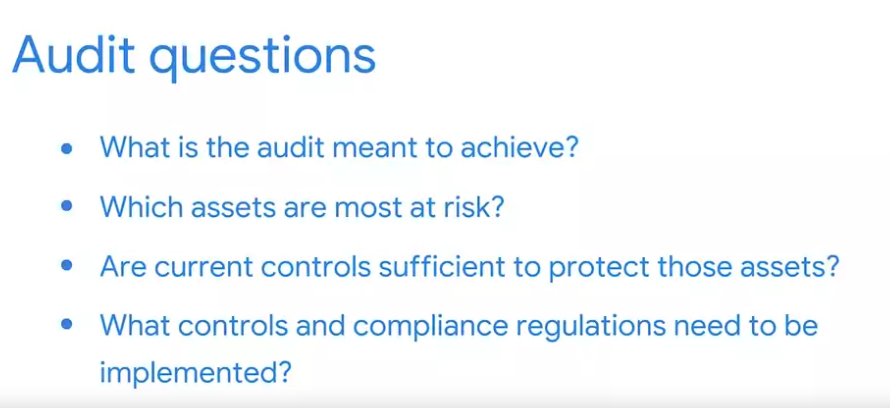 Audit questions
• What is the audit meant to achieve?
• Which assets are most at risk?
• Are current controls sufficient to protect those assets?
• What controls and compliance regulations need to be
implemented?